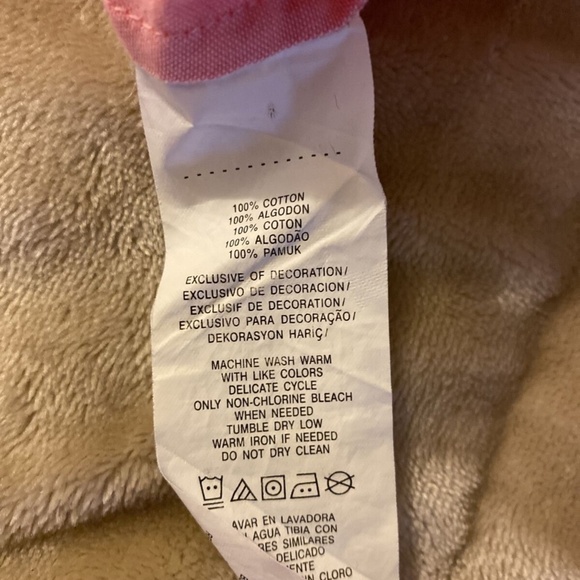 100% COTTON
100% ALGODON
100% COTON
100% ALGODÃO
100% PAMUK
EXCLUSIVE OF DECORATION/
EXCLUSIVO DE DECORACION/
EXCLUSIF DE DECORATION/
EXCLUSIVO PARA DECORAÇÃO/
DEKORASYON HARIÇ/
MACHINE WASH WARM
WITH LIKE COLORS
DELICATE CYCLE
ONLY NON-CHLORINE BLEACH
WHEN NEEDED
TUMBLE DRY LOW
WARM IRON IF NEEDED
DO NOT DRY CLEAN
AVAR EN LAVADORA
AGUA TIBIA CON
RES SIMILARES
DELICADO
ENTE
CLORO